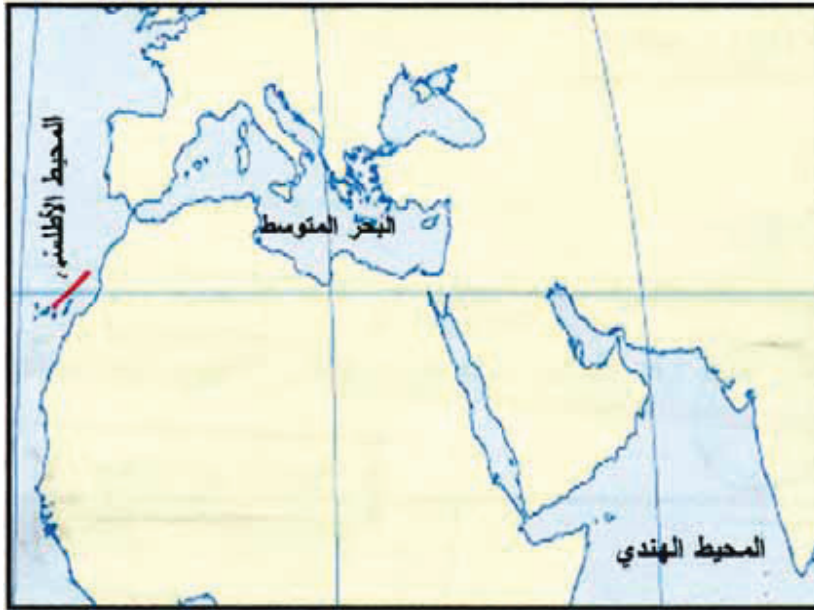 المحيط الأطلسي
البحر المتوسط
المحيط الهندي